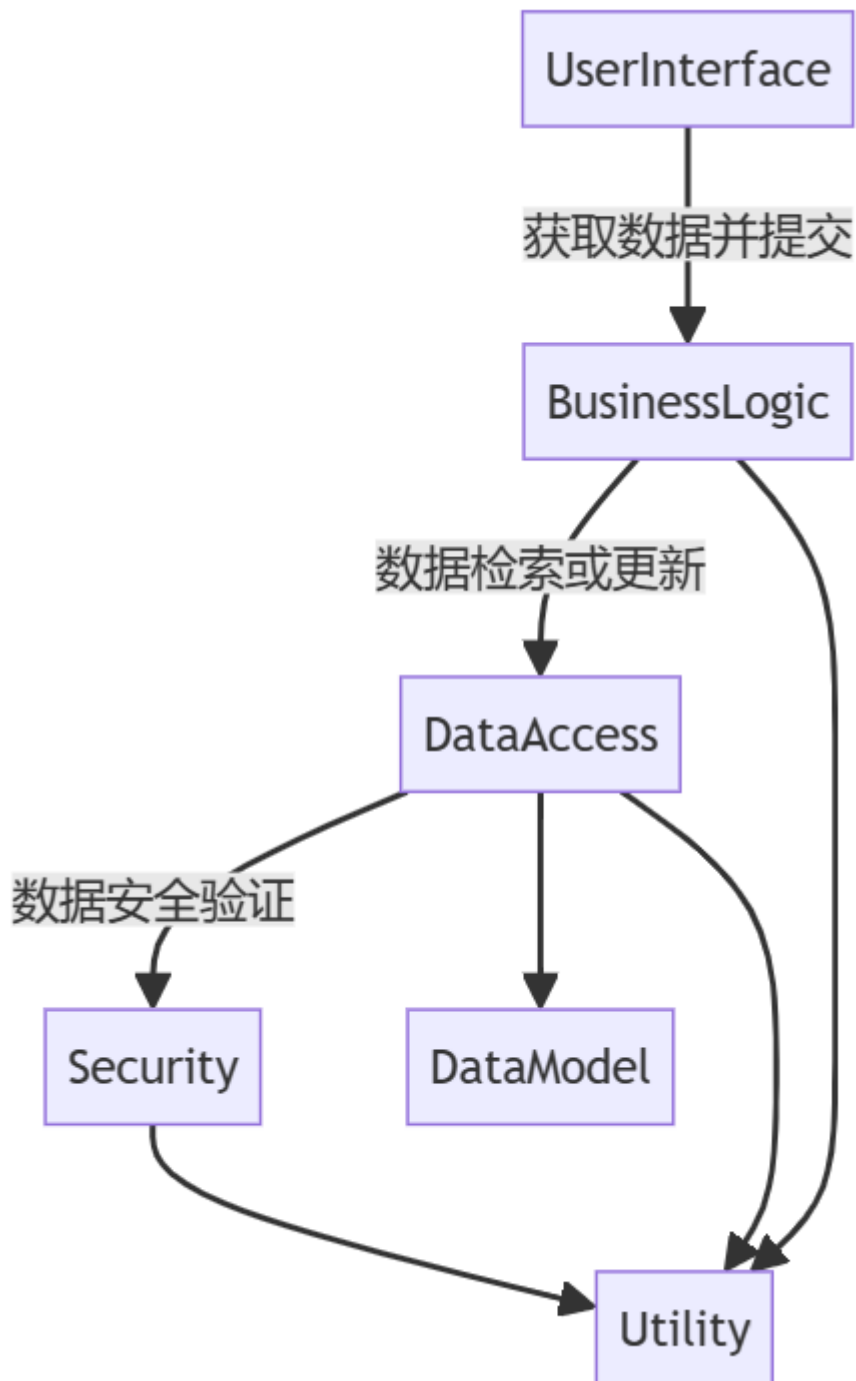 UserInterface
获取数据并提交
BusinessLogic
数据检索或更新
DataAccess
数据安全验证
Security
DataModel
Utility